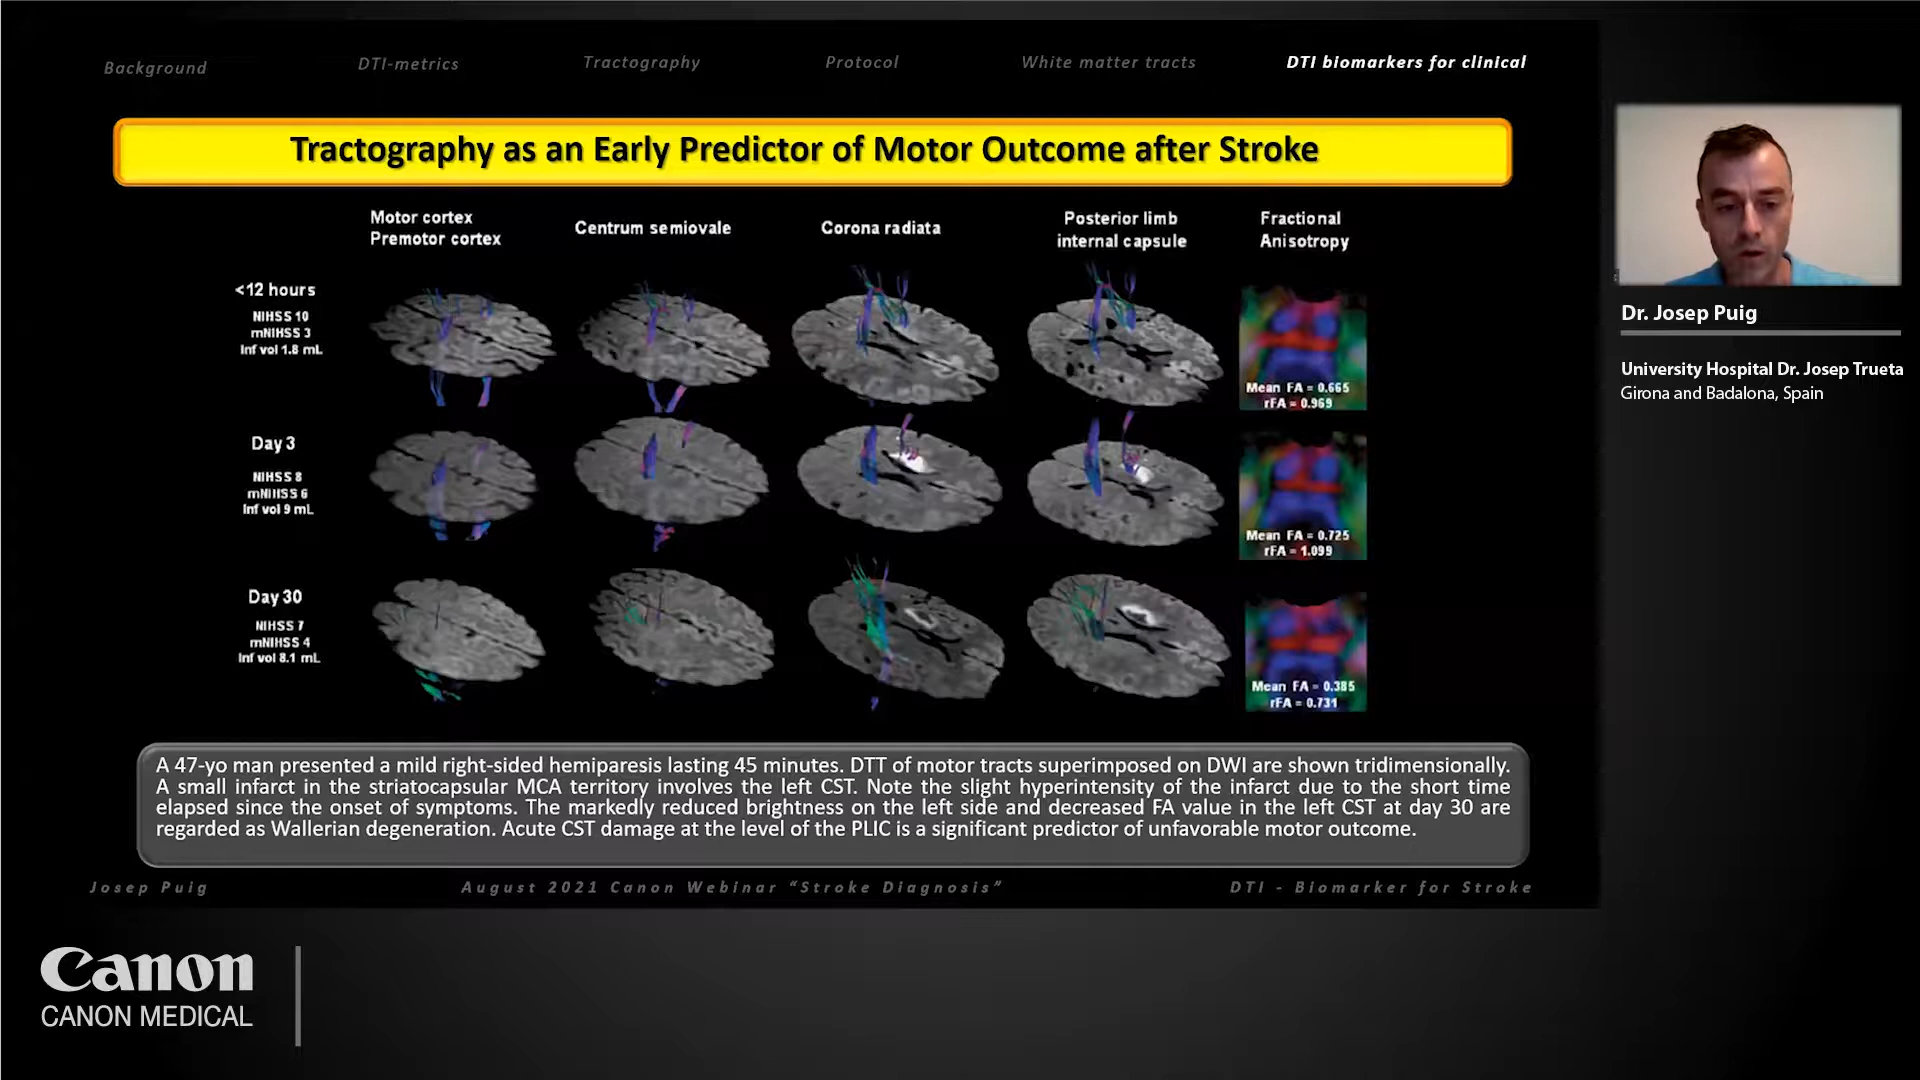 Background
DTI-metrics
Tractography
Protocol
White matter tracts
DTI biomarkers for clinical
Tractography as an Early Predictor of Motor Outcome after Stroke
Motor cortex
Premotor cortex
Centrum semiovale
Corona radiata
Posterior limb
internal capsule
Fractional
Anisotropy
<12 hours
NIHSS 10
mNIHSS 3
Inf vol 1.8 mL
Mean FA = 0.665
rFA = 0.969
Day 3
NIHSS 8
mNIHSS 6
Inf vol 9 mL
Mean FA = 0.725
rFA = 1.099
Day 30
NIHSS 7
mNIHSS 4
Inf vol 8.1 mL
Mean FA = 0.385
rFA = 0.731
A 47-yo man presented a mild right-sided hemiparesis lasting 45 minutes. DTT of motor tracts superimposed on DWI are shown tridimensionally.
A small infarct in the striatocapsular MCA territory involves the left CST. Note the slight hyperintensity of the infarct due to the short time
elapsed since the onset of symptoms. The markedly reduced brightness on the left side and decreased FA value in the left CST at day 30 are
regarded as Wallerian degeneration. Acute CST damage at the level of the PLIC is a significant predictor of unfavorable motor outcome.
Josep Puig
August 2021 Canon Webinar “Stroke Diagnosis”
DTI - Biomarker for Stroke
Dr. Josep Puig
University Hospital Dr. Josep Trueta
Girona and Badalona, Spain
Canon
CANON MEDICAL